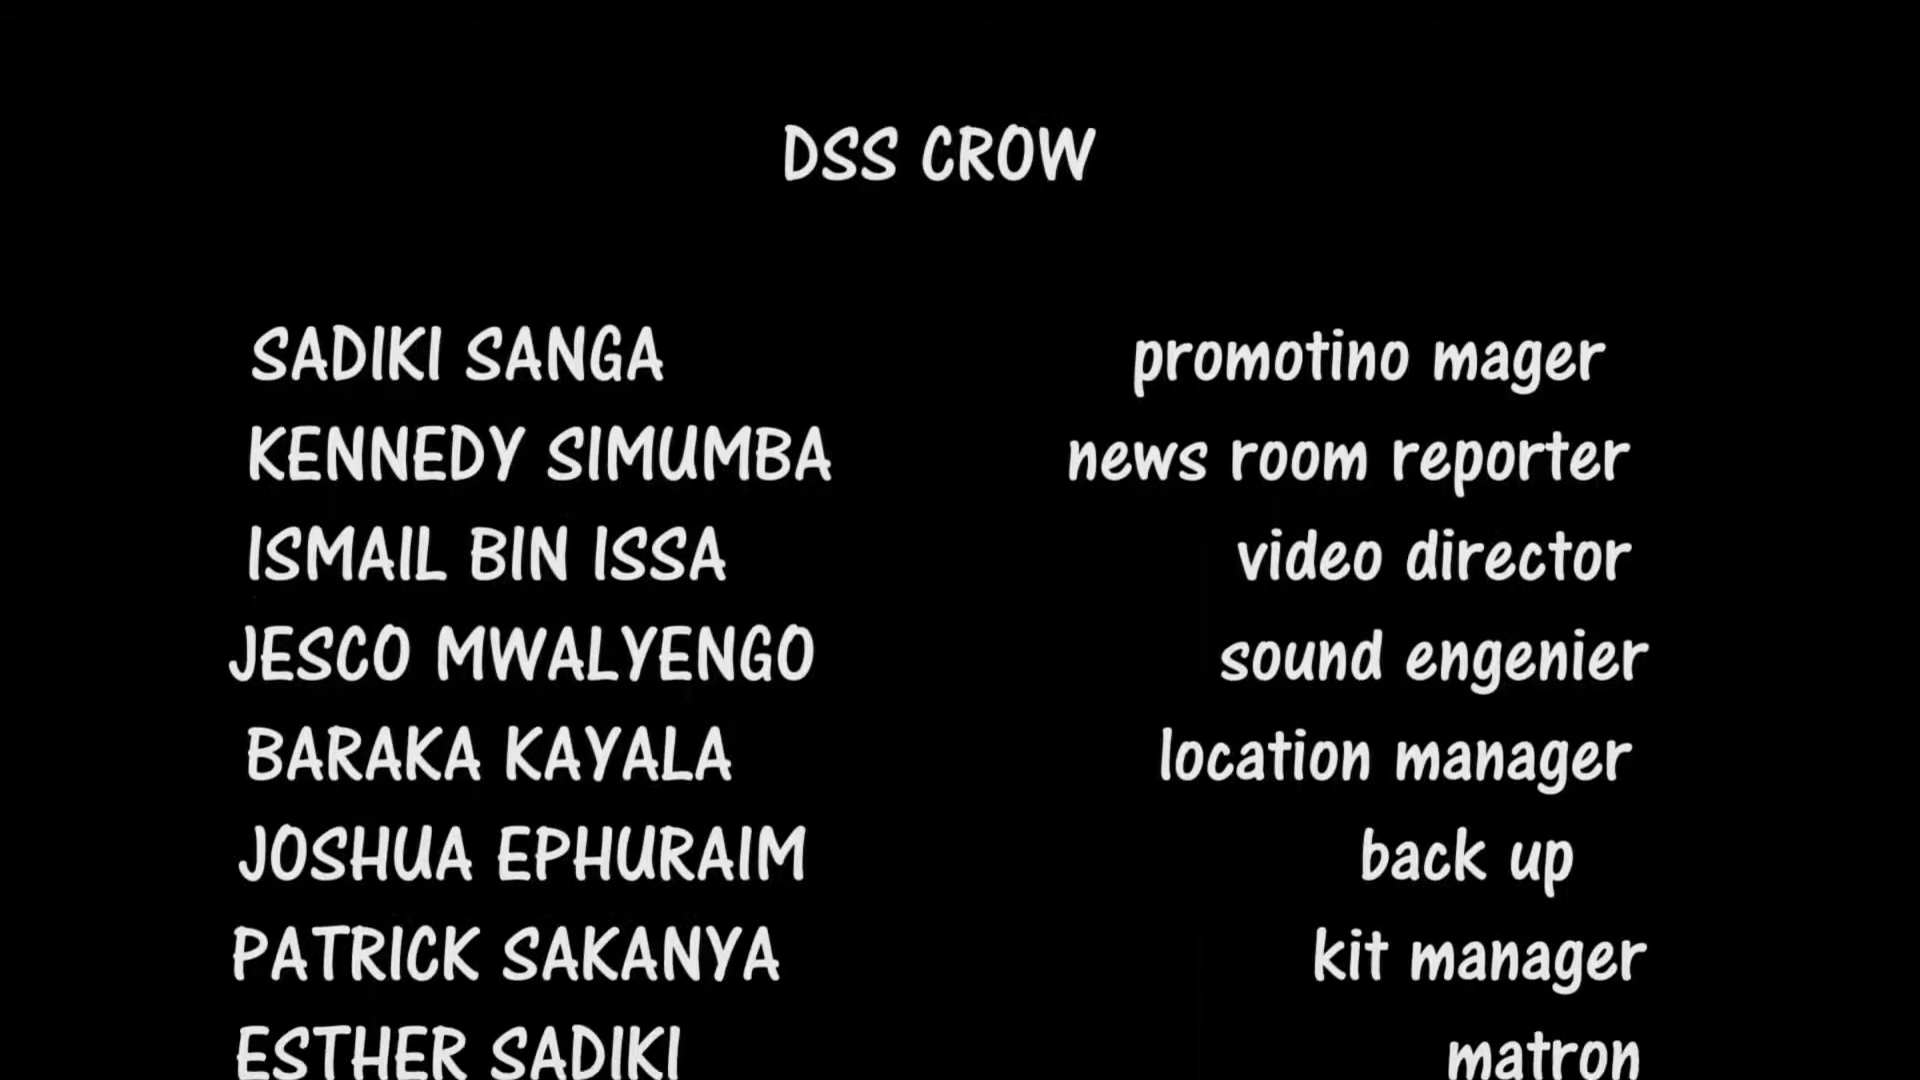 DSS CROW
SADIKI SANGA promotino mager
KENNEDY SIMUMBA news room reporter
ISMAIL BIN ISSA video director
JESCO MWALYENGO sound engenier
BARAKA KAYALA location manager
JOSHUA EPHURAIM back up
PATRICK SAKANYA kit manager
ESTHER SADIKI matron